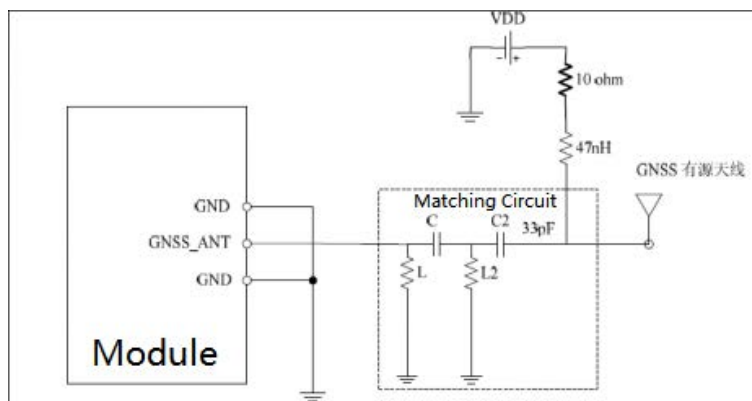 VDD
- +
10 ohm
47nH
GNSS 有源天线
Matching Circuit
GND
C
C2
33pF
GNSS_ANT
L
L2
GND
Module